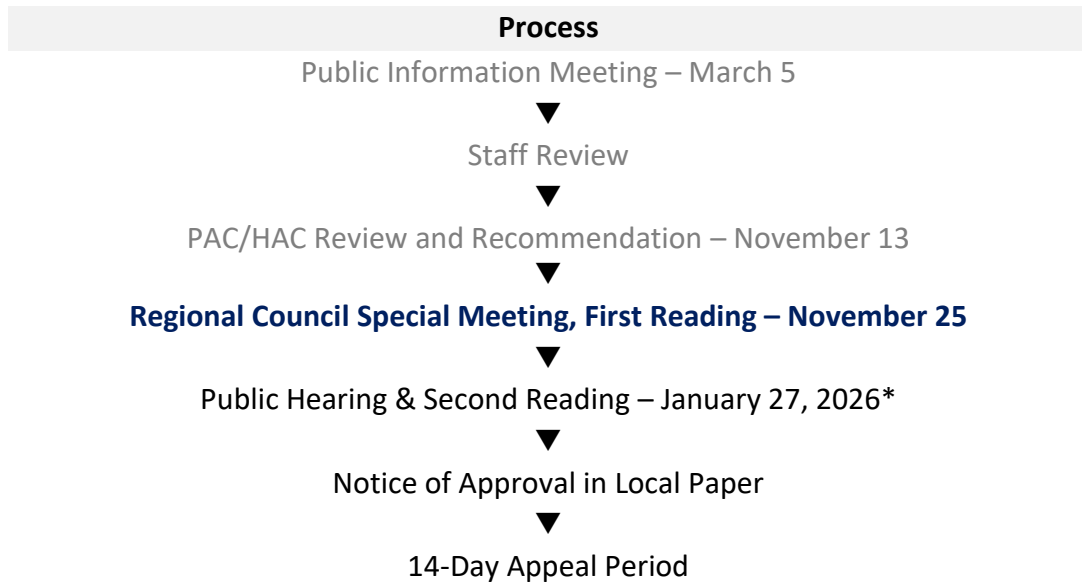 Process
Public Information Meeting – March 5
▼
Staff Review
▼
PAC/HAC Review and Recommendation – November 13
▼
Regional Council Special Meeting, First Reading – November 25
▼
Public Hearing & Second Reading – January 27, 2026*
▼
Notice of Approval in Local Paper
▼
14-Day Appeal Period